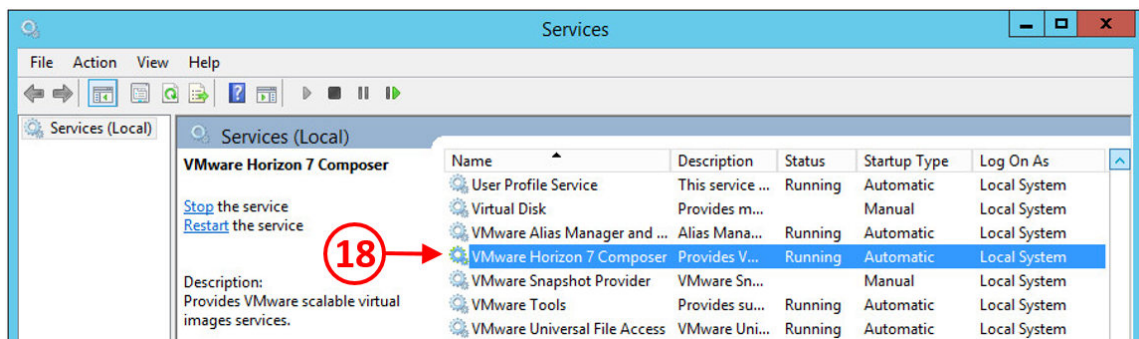 Services
File Action View Help
Services (Local)
Services (Local)
VMware Horizon 7 Composer
Stop the service
Restart the service
Description:
Provides VMware scalable virtual
images services.
18
Name Description Status Startup Type Log On As
User Profile Service This service ... Running Automatic Local System
Virtual Disk Provides m... Manual Local System
VMware Alias Manager and ... Alias Mana... Running Automatic Local System
VMware Horizon 7 Composer Provides V... Running Automatic Local System
VMware Snapshot Provider VMware Sn... Manual Local System
VMware Tools Provides su... Running Automatic Local System
VMware Universal File Access VMware Uni... Running Automatic Local System